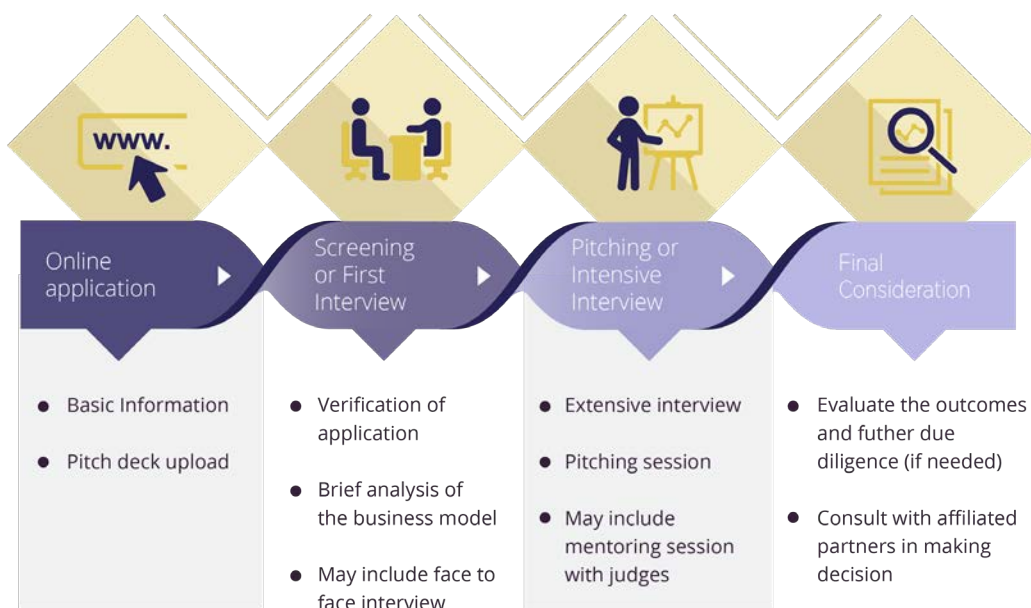 www.
Online
application
Screening
or First
Interview
Pitching or
Intensive
Interview
Final
Consideration
● Basic Information
● Pitch deck upload
● Verification of
application
● Brief analysis of
the business model
● May include face to
face interview
● Extensive interview
● Pitching session
● May include
mentoring session
with judges
● Evaluate the outcomes
and futher due
diligence (if needed)
● Consult with affiliated
partners in making
decision